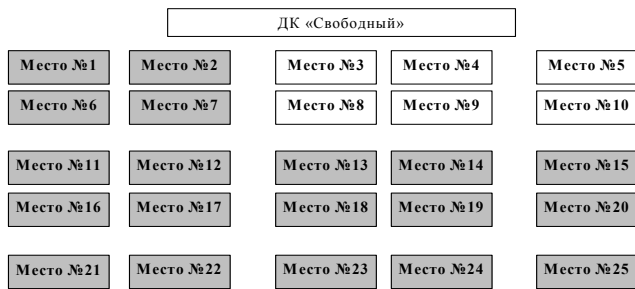 ДК «Свободный»
Место №1 Место №2 Место №3 Место №4 Место №5
Место №6 Место №7 Место №8 Место №9 Место №10
Место №11 Место №12 Место №13 Место №14 Место №15
Место №16 Место №17 Место №18 Место №19 Место №20
Место №21 Место №22 Место №23 Место №24 Место №25